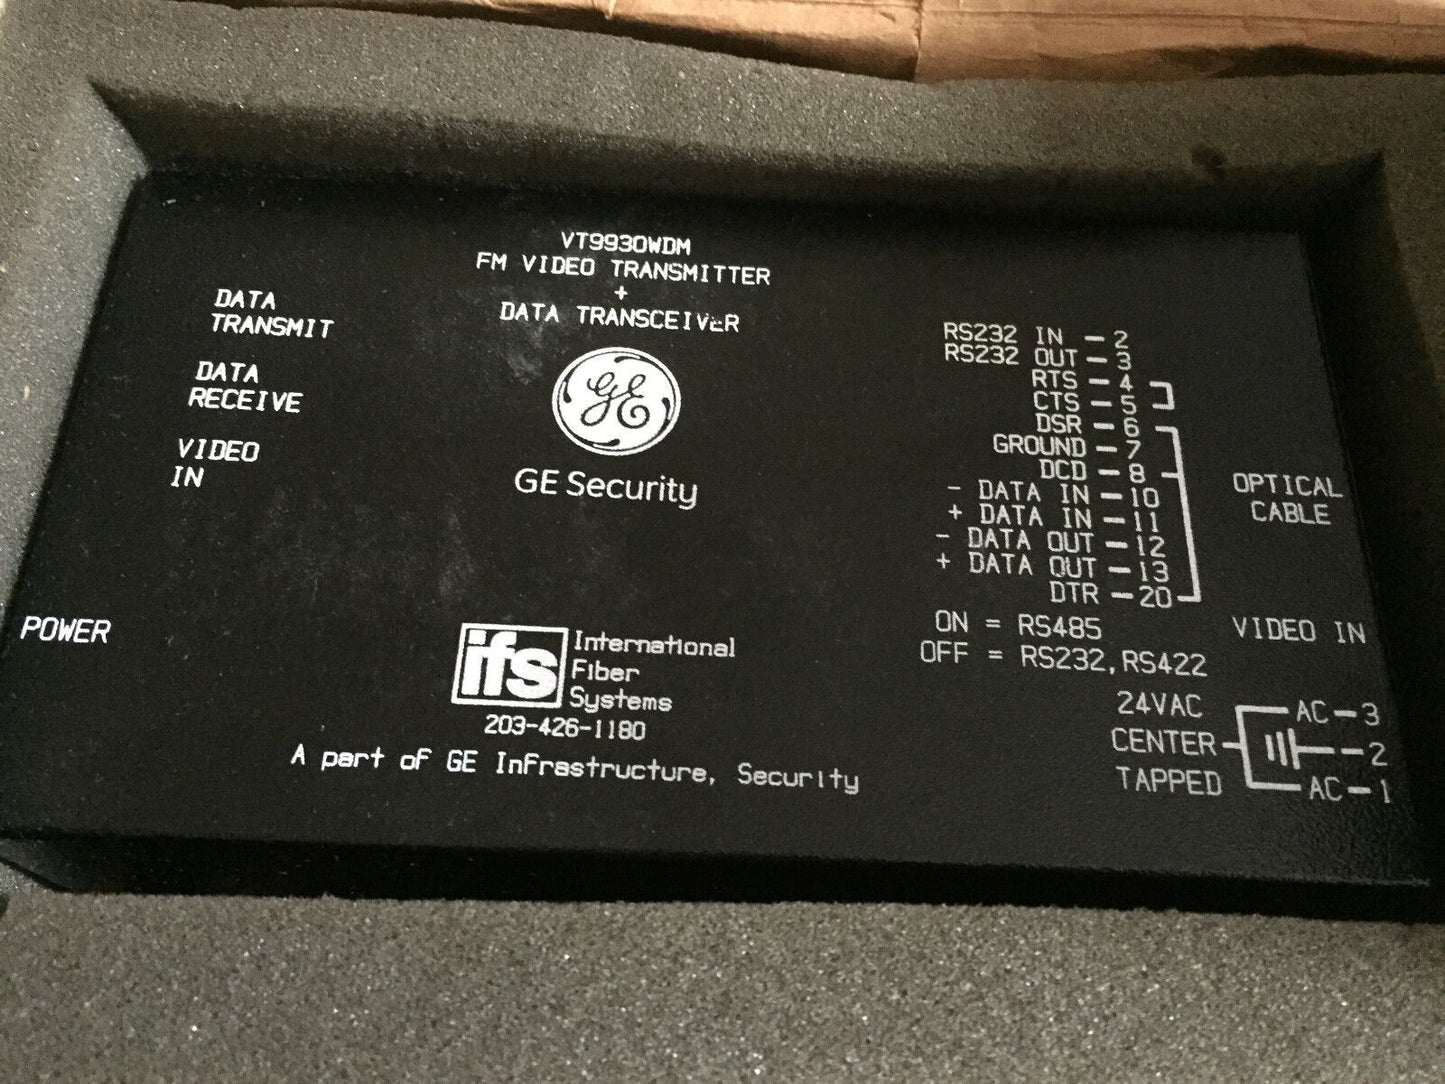 VT9930WDM
FM VIDEO TRANSMITTER
+
DATA TRANSCEIVER
DATA
TRANSMIT
DATA
RECEIVE
VIDEO
IN
POWER
GE
GE Security
ifs International
Fiber
Systems
203-426-1180
A part of GE Infrastructure, Security
RS232 IN - 2
RS232 OUT - 3
RTS - 4
CTS - 5
DSR - 6
GROUND - 7
DCD - 8
- DATA IN - 10
+ DATA IN - 11
- DATA OUT - 12
+ DATA OUT - 13
DTR - 20
ON = RS485
OFF = RS232, RS422
OPTICAL
CABLE
VIDEO IN
24VAC
CENTER
TAPPED
AC - 3
- 2
AC - 1